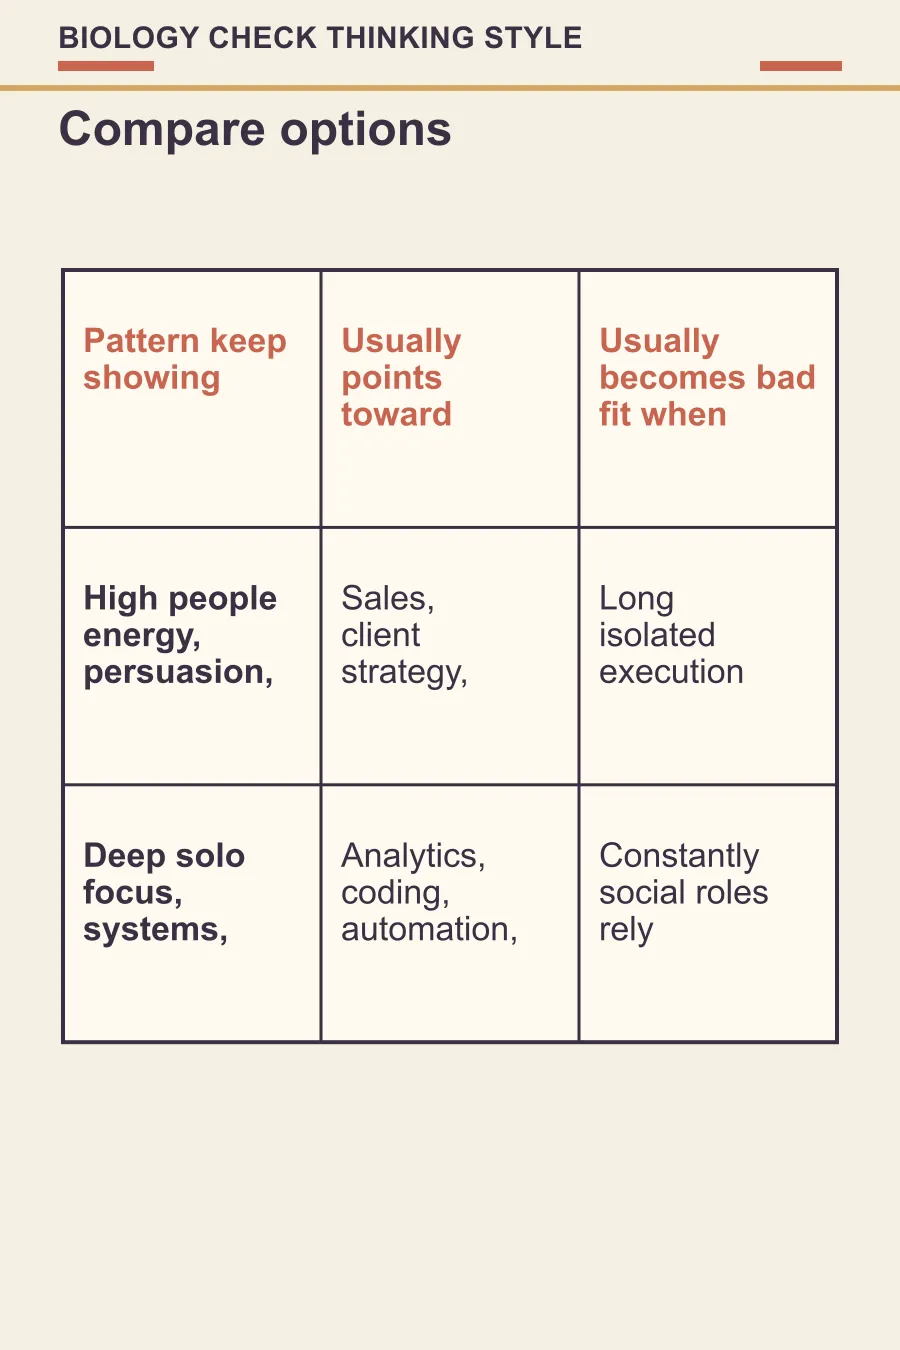 BIOLOGY CHECK THINKING STYLE
Compare options
Pattern keep
showing
Usually
points
toward
Usually
becomes bad
fit when
High people
energy,
persuasion,
Sales,
client
strategy,
Long
isolated
execution
Deep solo
focus,
systems,
Analytics,
coding,
automation,
Constantly
social roles
rely